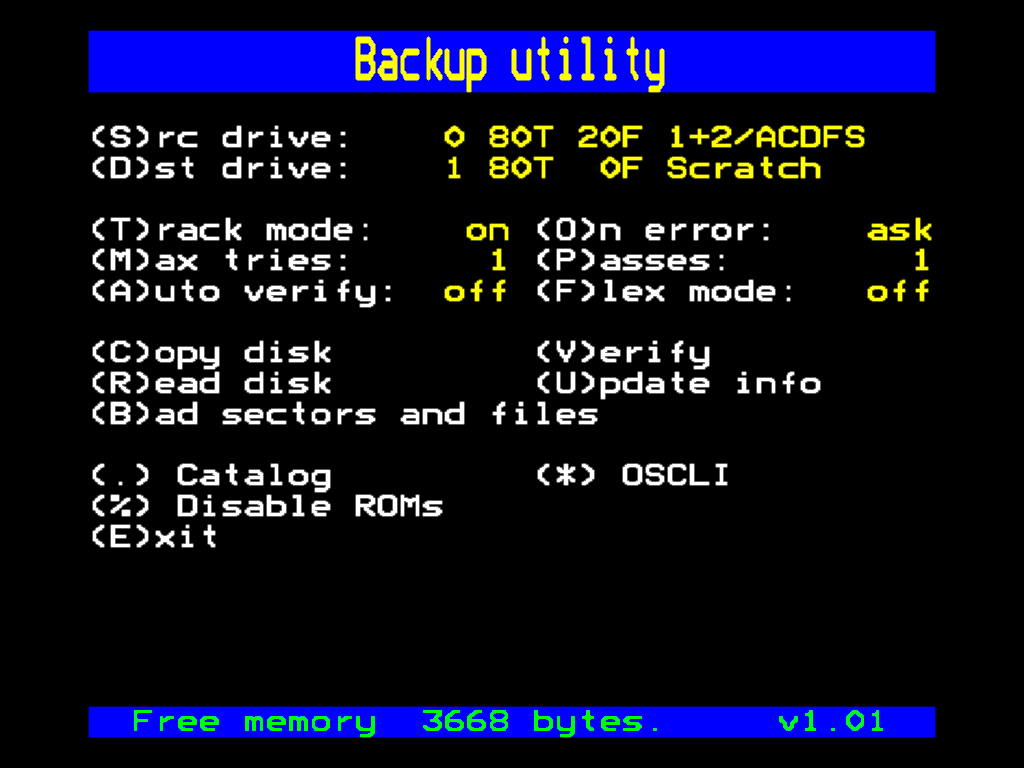 Backup utility
(S)rc drive: 0 80T 20F 1+2/ACDFS
(D)st drive: 1 80T 0F Scratch
(T)rack mode: on (O)n error: ask
(M)ax tries: 1 (P)asses: 1
(A)uto verify: off (F)lex mode: off
(C)opy disk (V)erify
(R)ead disk (U)pdate info
(B)ad sectors and files
(.) Catalog (*) OSCLI
(%) Disable ROMs
(E)xit
Free memory 3668 bytes. v1.01